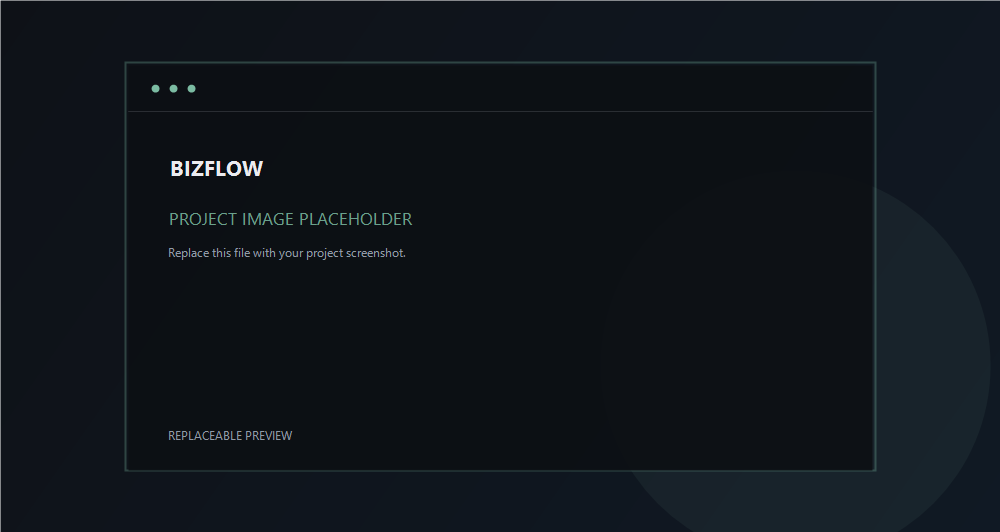 BIZFLOW
PROJECT IMAGE PLACEHOLDER
Replace this file with your project screenshot.
REPLACEABLE PREVIEW